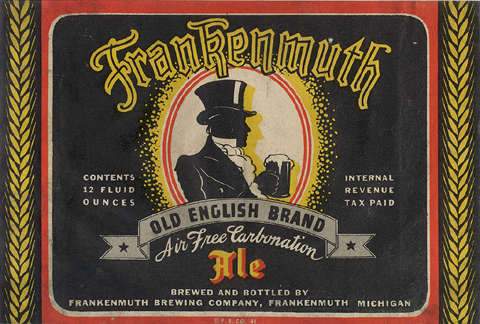 Frankenmuth
CONTENTS
12 FLUID
OUNCES
INTERNAL
REVENUE
TAX PAID
OLD ENGLISH BRAND
Air Free Carbonation
Ale
BREWED AND BOTTLED BY
FRANKENMUTH BREWING COMPANY, FRANKENMUTH MICHIGAN